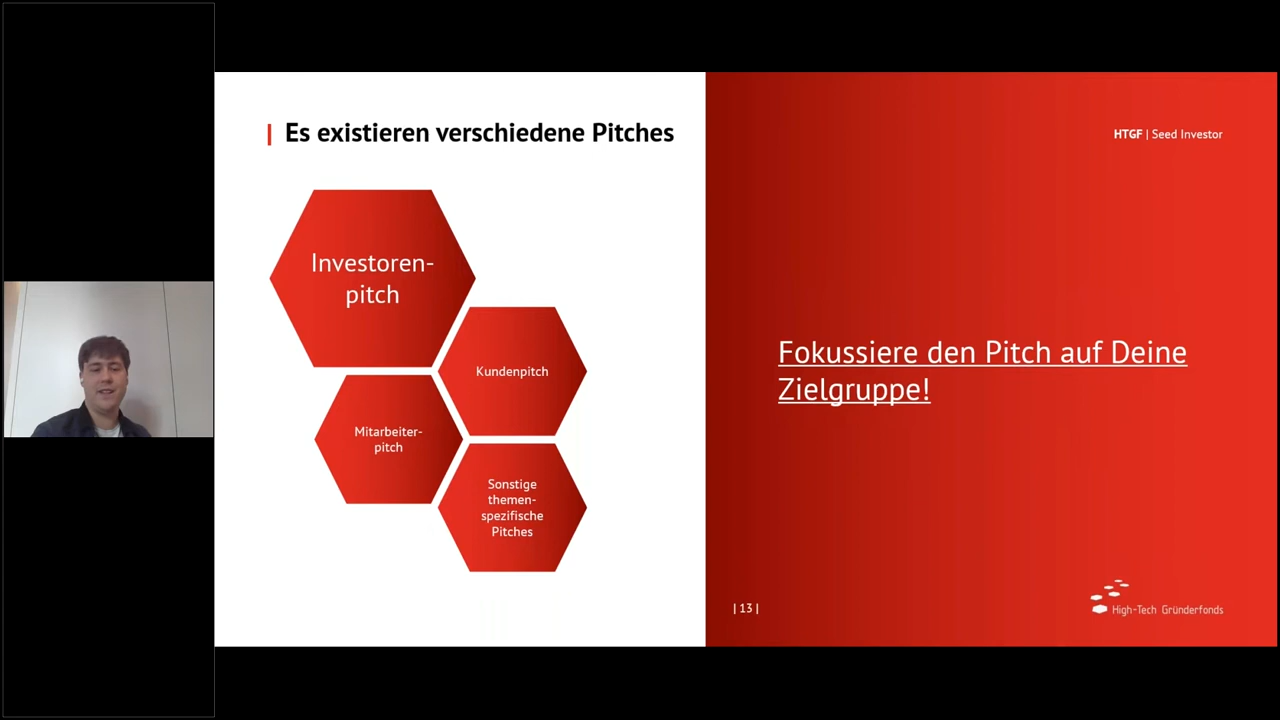 Es existieren verschiedene Pitches
HTGF | Seed Investor
Investoren-
pitch
Kundenpitch
Mitarbeiter-
pitch
Sonstige
themen-
spezifische
Pitches
Fokussiere den Pitch auf Deine
Zielgruppe!
| 13 |
High-Tech Gründerfonds